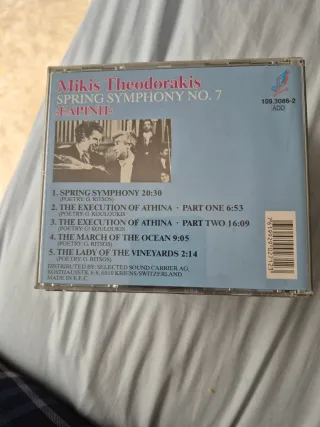 Mikis Theodorakis
SPRING SYMPHONY NO. 7
109.3086-2
ADD
1. SPRING SYMPHONY 20:30
(POETRY: G. RITSOS)
2. THE EXECUTION OF ATHINA · PART ONE 6:53
(POETRY: G. KOULOUKIS)
3. THE EXECUTION OF ATHINA · PART TWO 16:09
(POETRY: G. KOULOUKIS)
4. THE MARCH OF THE OCEAN 9:05
(POETRY: G. RITSOS)
5. THE LADY OF THE VINEYARDS 2:14
(POETRY: G. RITSOS)
DISTRIBUTED BY: SELECTED SOUND CARRIER AG,
6010 KRIENS-SWITZERLAND
MADE IN E.E.C.